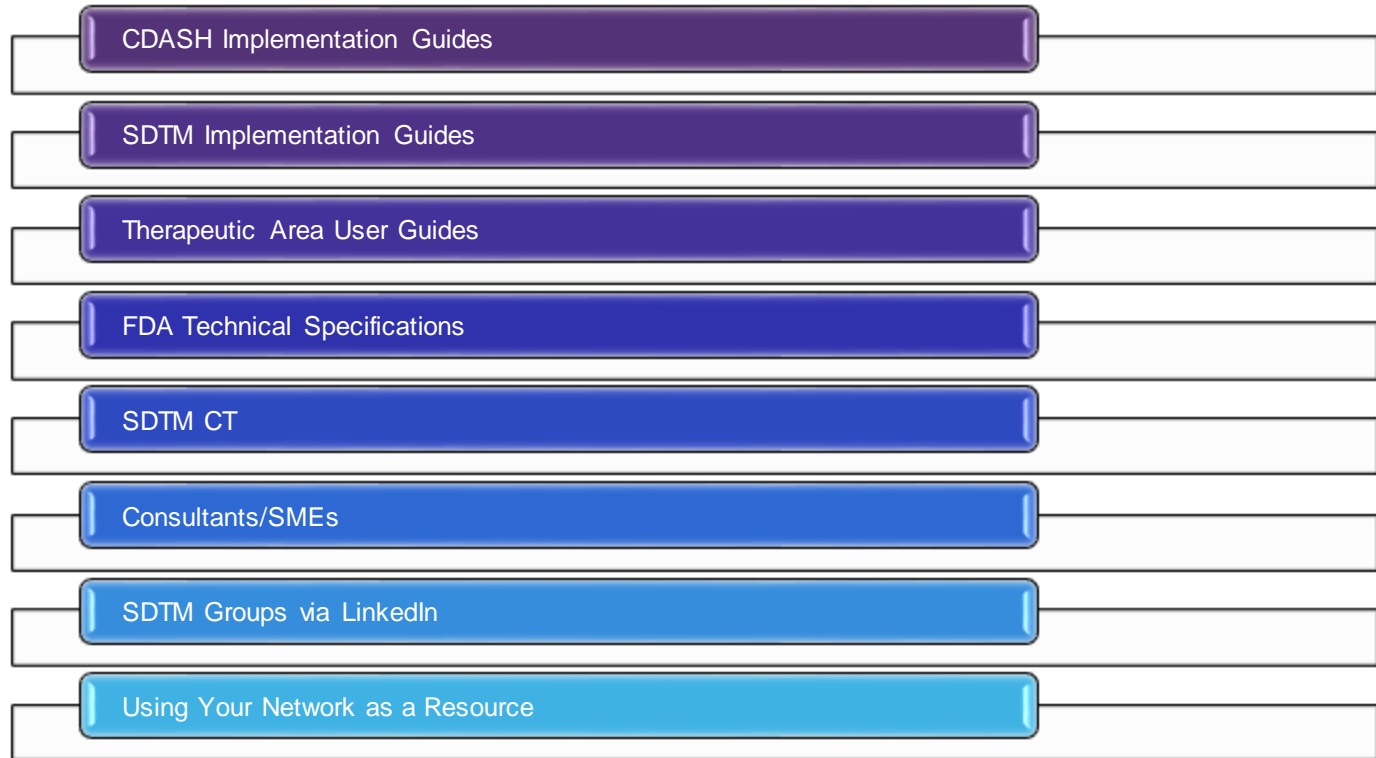 CDASH Implementation Guides
SDTM Implementation Guides
Therapeutic Area User Guides
FDA Technical Specifications
SDTM CT
Consultants/SMEs
SDTM Groups via LinkedIn
Using Your Network as a Resource